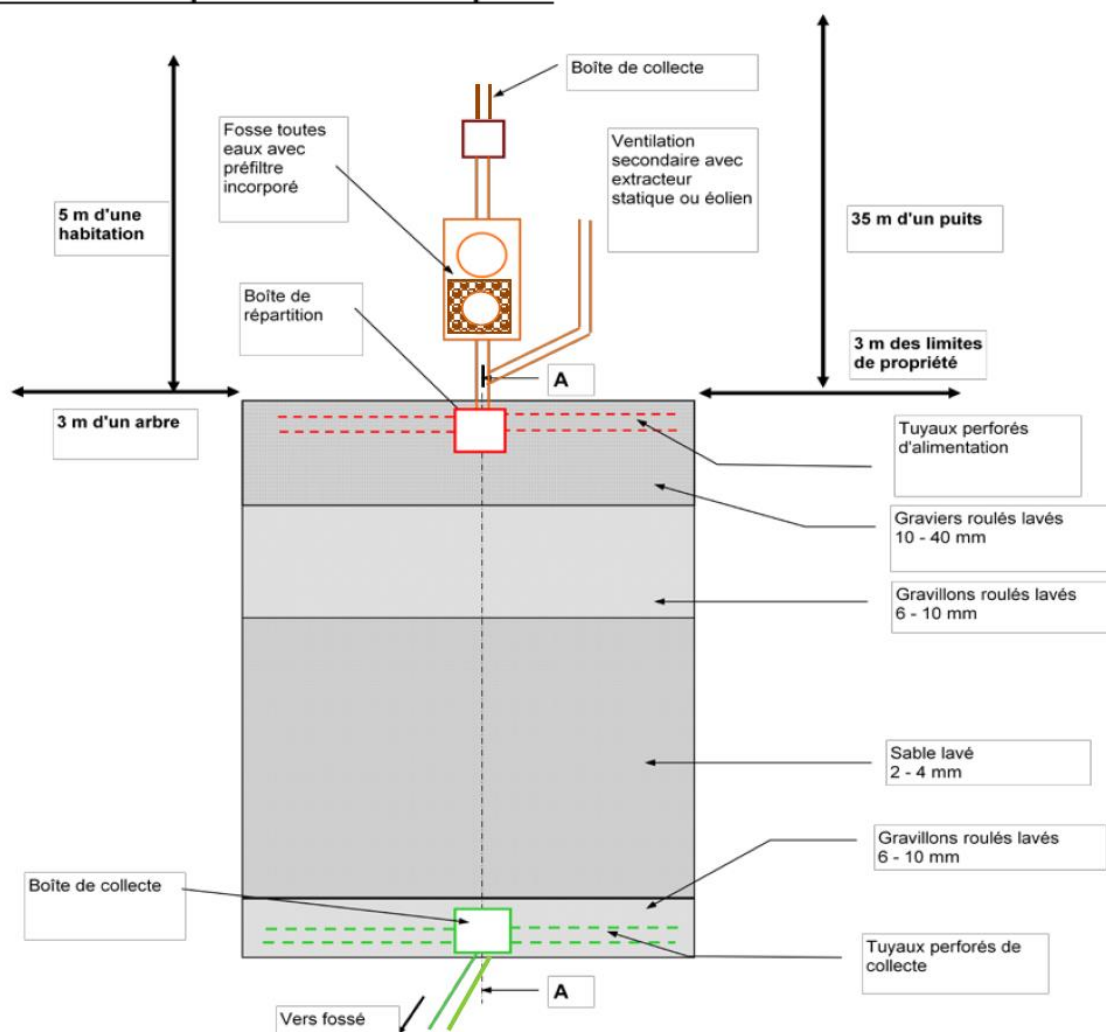 Boîte de collecte
Fosse toutes
eaux avec
préfiltre
incorporé
Ventilation
secondaire avec
extracteur
statique ou éolien
5 m d'une
habitation
35 m d'un puits
Boîte de
répartition
3 m des limites
de propriété
A
3 m d'un arbre
Tuyaux perforés
d'alimentation
Graviers roulés lavés
10 - 40 mm
Gravillons roulés lavés
6 - 10 mm
Sable lavé
2 - 4 mm
Gravillons roulés lavés
6 - 10 mm
Boîte de collecte
Tuyaux perforés de
collecte
A
Vers fossé